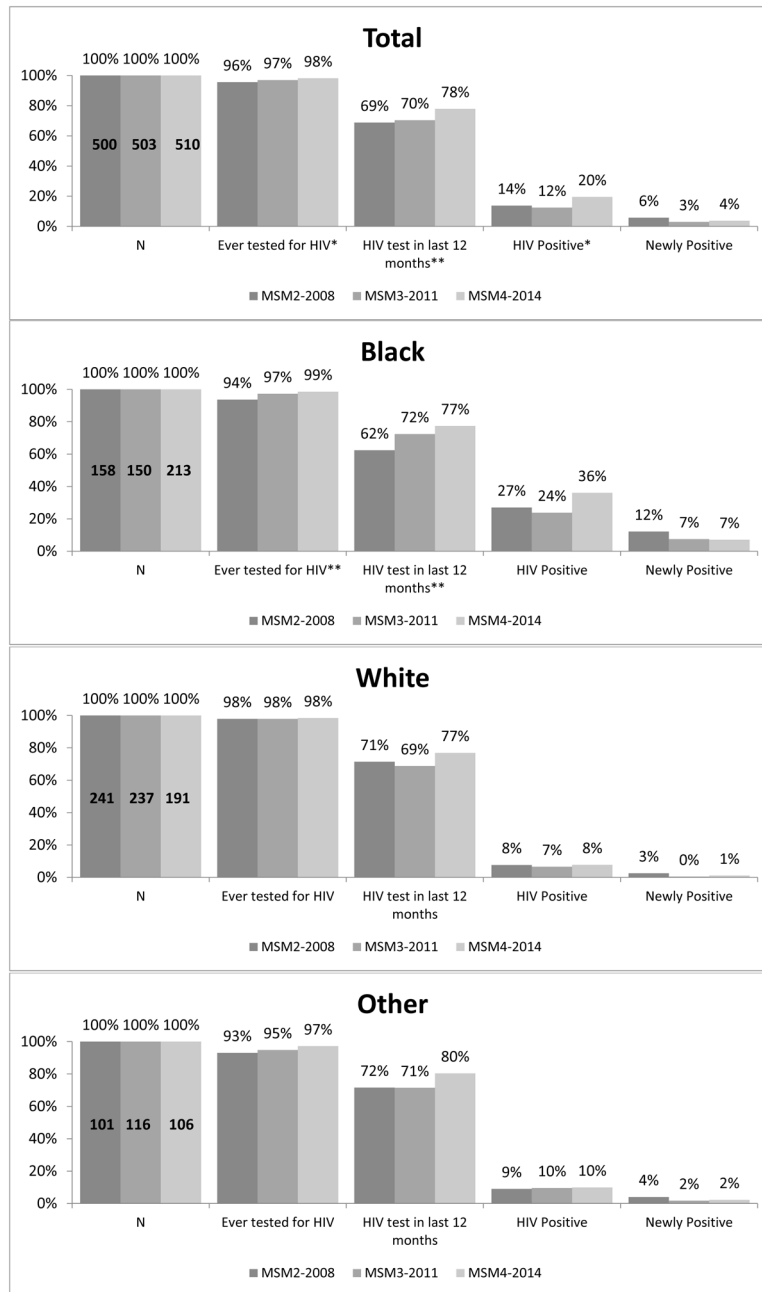 Total
100% 100% 100%
96% 97% 98%
69% 70% 78%
14% 12% 20%
6% 3% 4%
100%
80%
60%
40%
20%
0%
500 503 510
N
Ever tested for HIV*
HIV test in last 12
months**
HIV Positive*
Newly Positive
MSM2-2008 MSM3-2011 MSM4-2014
Black
100% 100% 100%
94% 97% 99%
62% 72% 77%
27% 24% 36%
12% 7% 7%
100%
80%
60%
40%
20%
0%
158 150 213
N
Ever tested for HIV**
HIV test in last 12
months**
HIV Positive
Newly Positive
MSM2-2008 MSM3-2011 MSM4-2014
White
100% 100% 100%
98% 98% 98%
71% 69% 77%
8% 7% 8%
3% 0% 1%
100%
80%
60%
40%
20%
0%
241 237 191
N
Ever tested for HIV
HIV test in last 12
months
HIV Positive
Newly Positive
MSM2-2008 MSM3-2011 MSM4-2014
Other
100% 100% 100%
93% 95% 97%
72% 71% 80%
9% 10% 10%
4% 2% 2%
100%
80%
60%
40%
20%
0%
101 116 106
N
Ever tested for HIV
HIV test in last 12
months
HIV Positive
Newly Positive
MSM2-2008 MSM3-2011 MSM4-2014